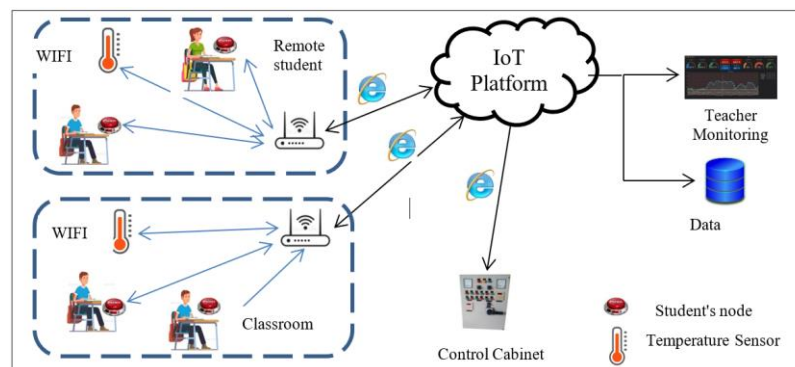 WIFI
Remote
student
IoT
Platform
Teacher
Monitoring
WIFI
Data
Classroom
Control Cabinet
Student's node
Temperature Sensor